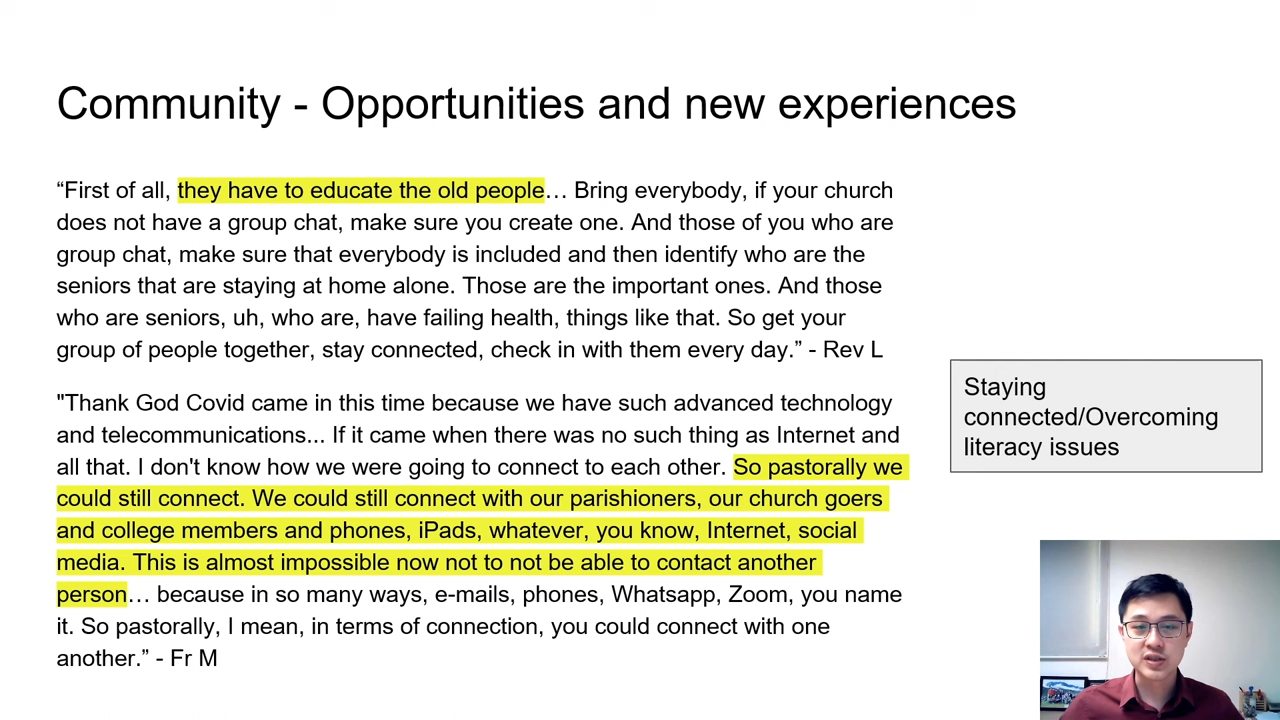 Community - Opportunities and new experiences
“First of all, they have to educate the old people… Bring everybody, if your church
does not have a group chat, make sure you create one. And those of you who are
group chat, make sure that everybody is included and then identify who are the
seniors that are staying at home alone. Those are the important ones. And those
who are seniors, uh, who are, have failing health, things like that. So get your
group of people together, stay connected, check in with them every day.” - Rev L
"Thank God Covid came in this time because we have such advanced technology
and telecommunications... If it came when there was no such thing as Internet and
all that. I don't know how we were going to connect to each other. So pastorally we
could still connect. We could still connect with our parishioners, our church goers
and college members and phones, iPads, whatever, you know, Internet, social
media. This is almost impossible now not to not be able to contact another
person… because in so many ways, e-mails, phones, Whatsapp, Zoom, you name
it. So pastorally, I mean, in terms of connection, you could connect with one
another.” - Fr M
Staying
connected/Overcoming
literacy issues